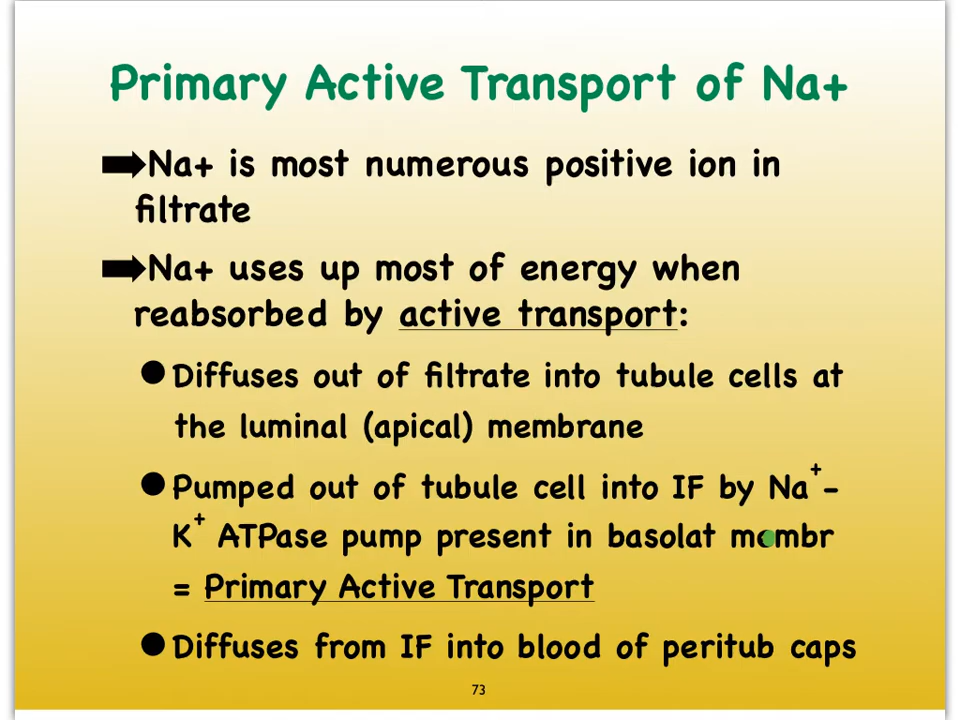 Primary Active Transport of Na+
Na+ is most numerous positive ion in
filtrate
Na+ uses up most of energy when
reabsorbed by active transport:
Diffuses out of filtrate into tubule cells at
the luminal (apical) membrane
Pumped out of tubule cell into IF by Na⁺-
K⁺ ATPase pump present in basolat membr
= Primary Active Transport
Diffuses from IF into blood of peritub caps
73